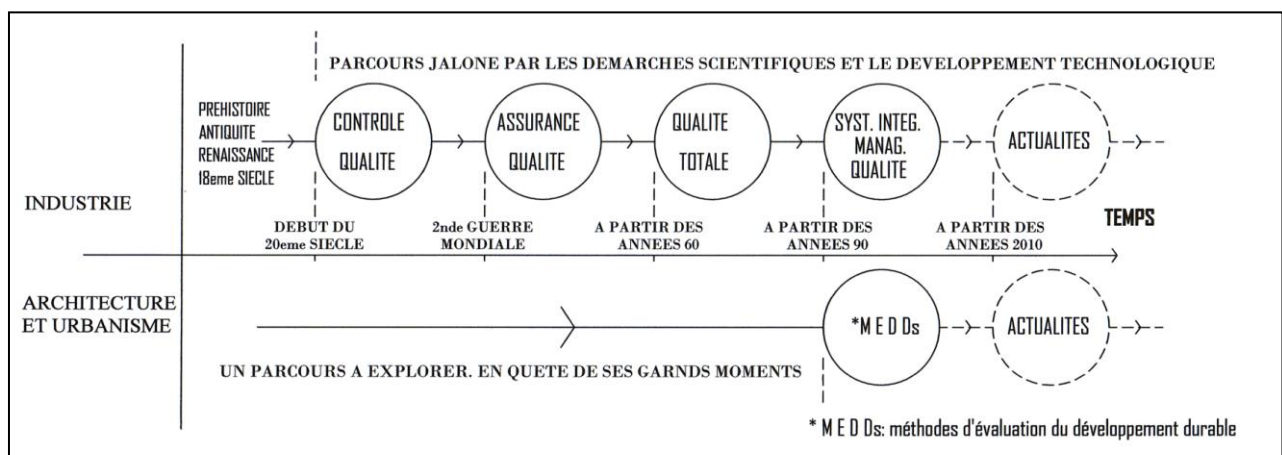 PARCOURS JALONE PAR LES DEMARCHES SCIENTIFIQUES ET LE DEVELOPPEMENT TECHNOLOGIQUE
PREHISTOIRE
ANTIQUITE
RENAISSANCE
18eme SIECLE
CONTROLE
QUALITE
ASSURANCE
QUALITE
QUALITE
TOTALE
SYST. INTEG.
MANAG.
QUALITE
ACTUALITES
INDUSTRIE
DEBUT DU
20eme SIECLE
2nde GUERRE
MONDIALE
A PARTIR DES
ANNEES 60
A PARTIR DES
ANNEES 90
A PARTIR DES
ANNEES 2010
TEMPS
ARCHITECTURE
ET URBANISME
*M E D Ds
ACTUALITES
UN PARCOURS A EXPLORER. EN QUETE DE SES GARNDS MOMENTS
* M E D Ds: méthodes d'évaluation du développement durable